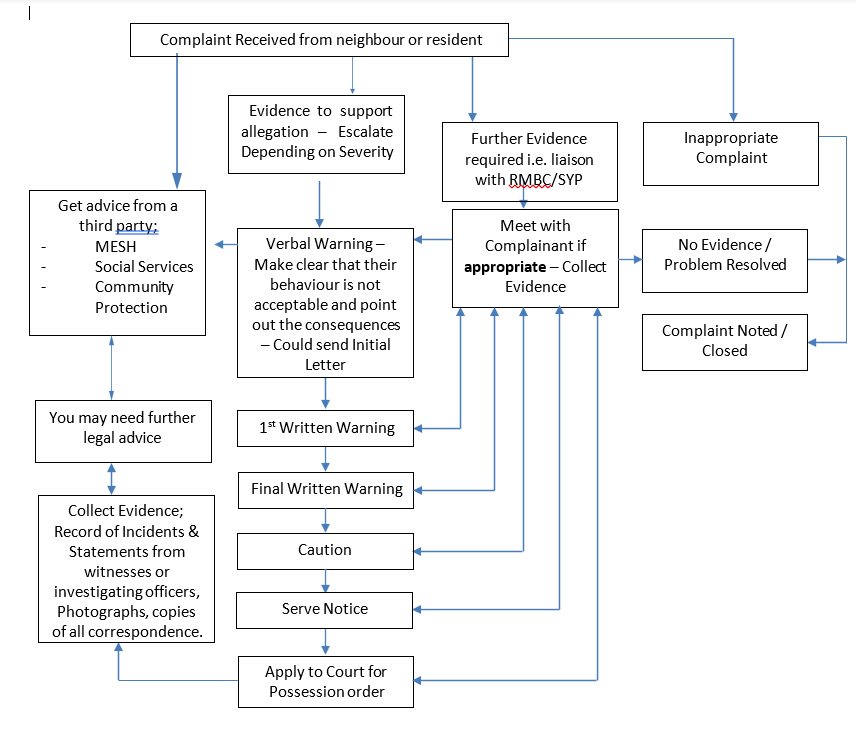 Complaint Received from neighbour or resident
Evidence to support
allegation – Escalate
Depending on Severity
Further Evidence
required i.e. liaison
with RMBC/SYP
Inappropriate
Complaint
Get advice from a
third party;
- MESH
- Social Services
- Community
Protection
Verbal Warning –
Make clear that their
behaviour is not
acceptable and point
out the consequences
– Could send Initial
Letter
Meet with
Complainant if
appropriate – Collect
Evidence
No Evidence /
Problem Resolved
Complaint Noted /
Closed
You may need further
legal advice
1st Written Warning
Final Written Warning
Collect Evidence;
Record of Incidents &
Statements from
witnesses or
investigating officers,
Photographs, copies
of all correspondence.
Caution
Serve Notice
Apply to Court for
Possession order